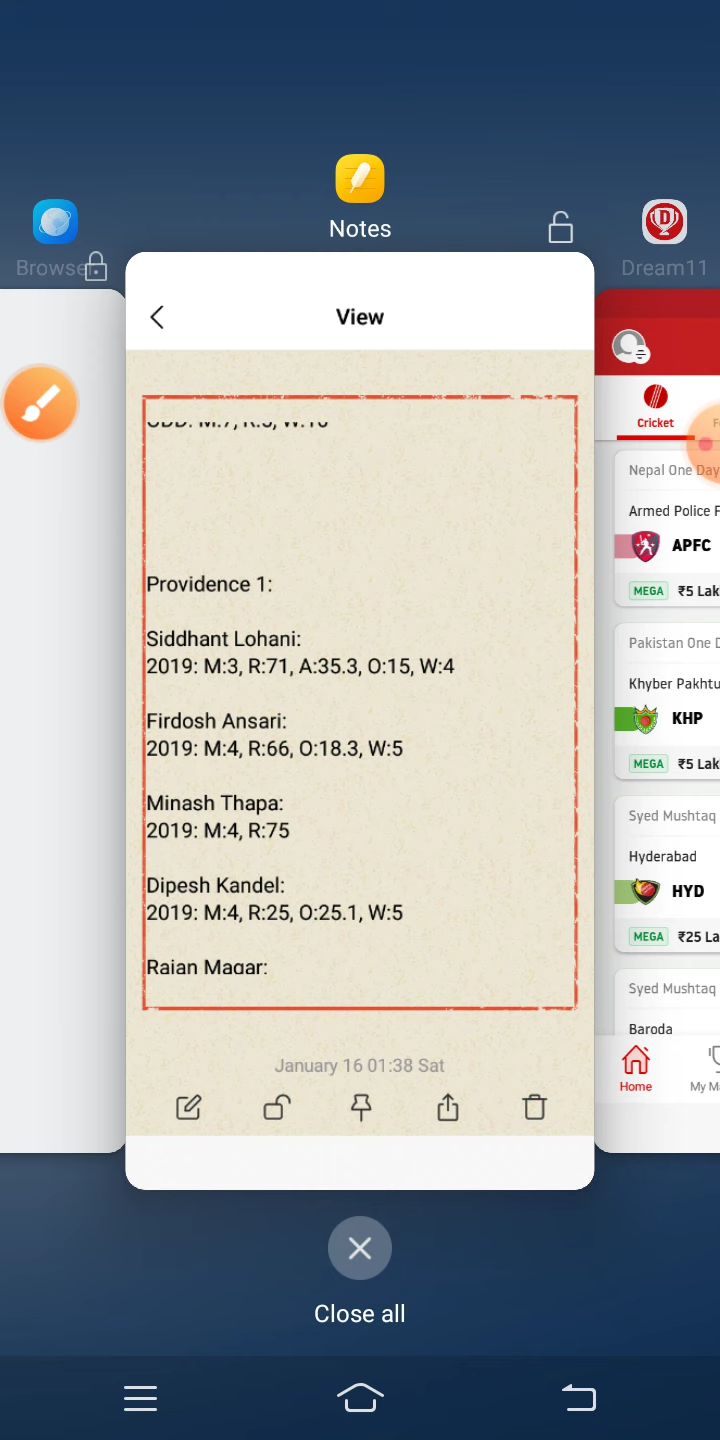 Notes
Browse
Dream11
View
Providence 1:
Siddhant Lohani:
2019: M:3, R:71, A:35.3, O:15, W:4
Firdosh Ansari:
2019: M:4, R:66, O:18.3, W:5
Minash Thapa:
2019: M:4, R:75
Dipesh Kandel:
2019: M:4, R:25, O:25.1, W:5
Rajan Magar:
January 16 01:38 Sat
Cricket
Nepal One Day
Armed Police F
APFC
MEGA ₹5 Lak
Pakistan One D
Khyber Pakhtu
KHP
MEGA ₹5 Lak
Syed Mushtaq
Hyderabad
HYD
MEGA ₹25 La
Syed Mushtaq
Baroda
Home
My M
Close all